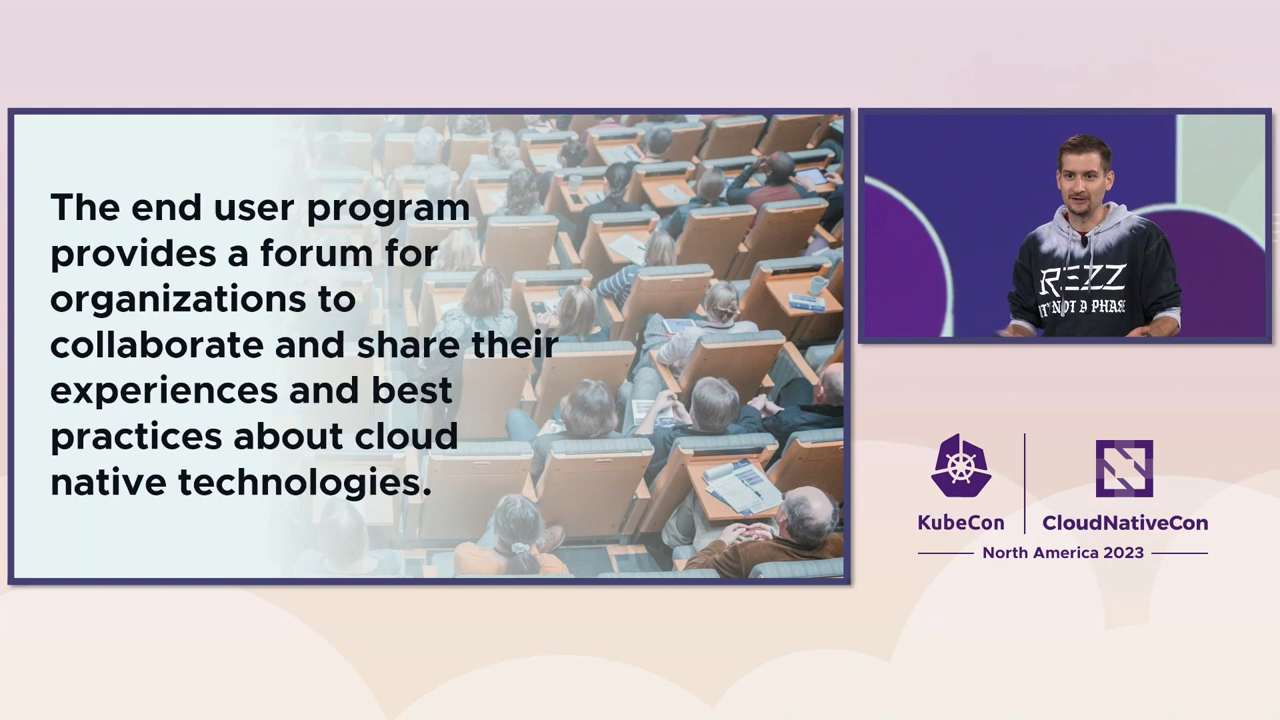 The end user program
provides a forum for
organizations to
collaborate and share their
experiences and best
practices about cloud
native technologies.
REZZ
IT'S NOT A PHASE
KubeCon
CloudNativeCon
North America 2023